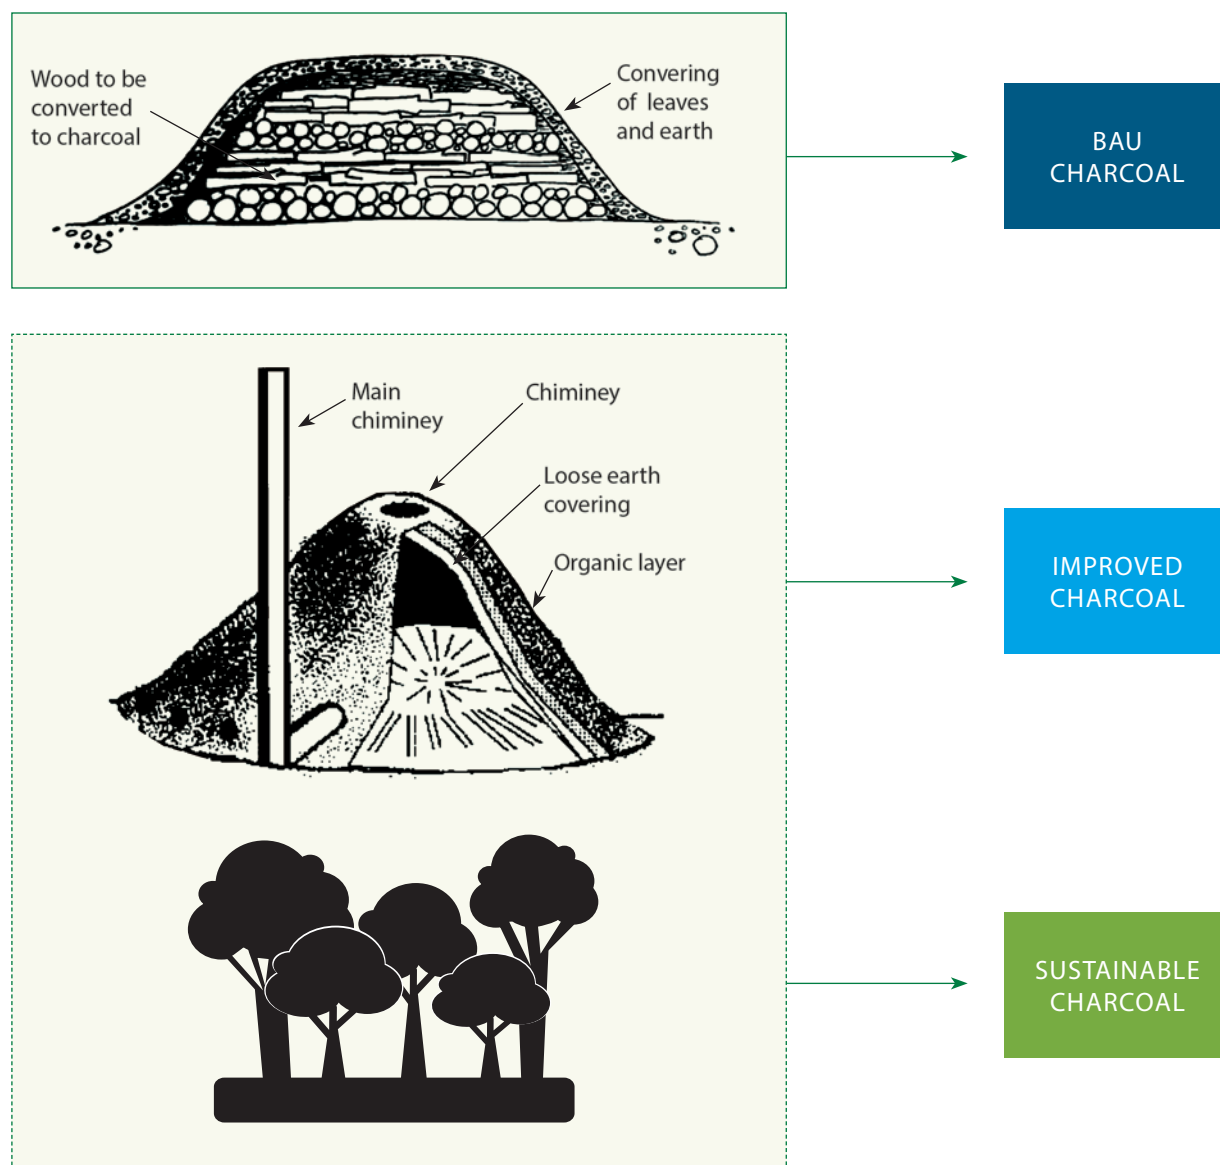 Wood to be
converted
to charcoal
Convering
of leaves
and earth
BAU
CHARCOAL
Main
chiminey
Chiminey
Loose earth
covering
Organic layer
IMPROVED
CHARCOAL
SUSTAINABLE
CHARCOAL